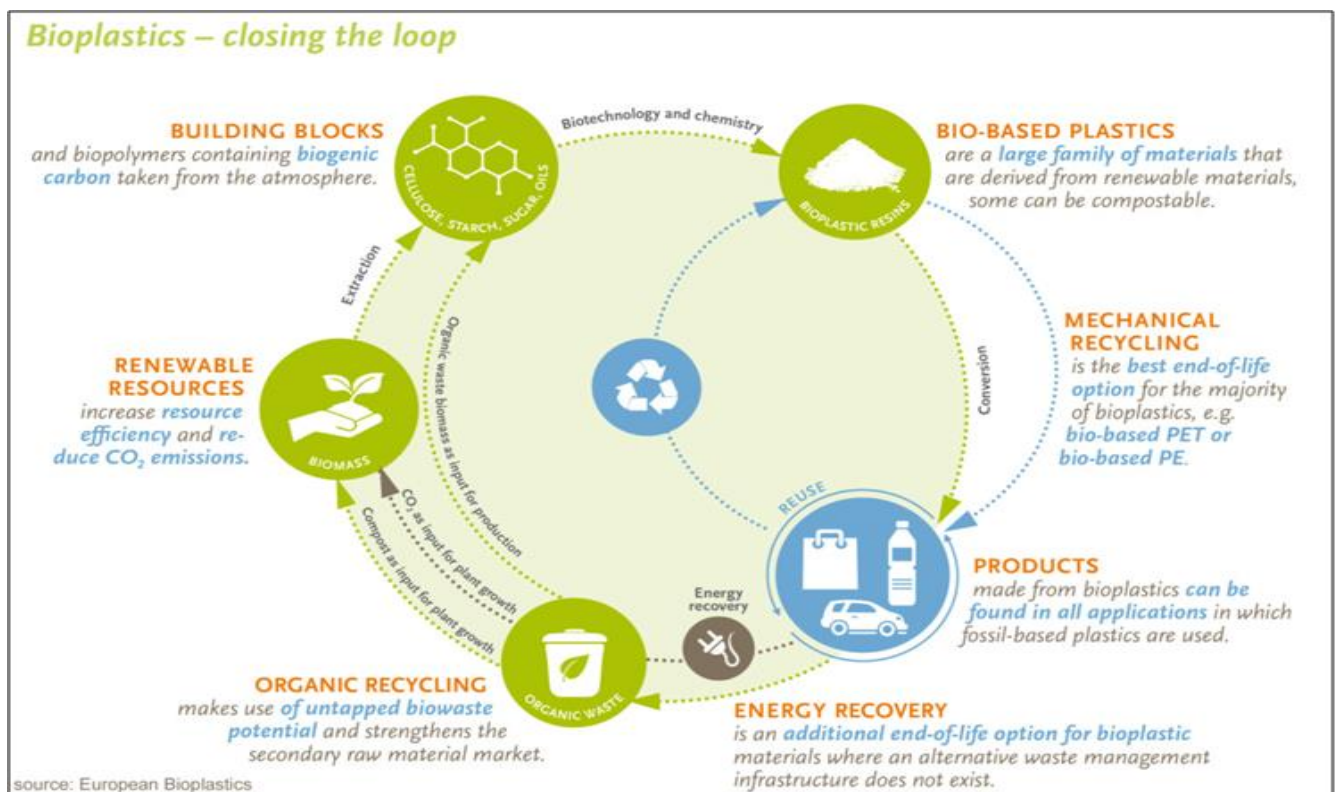 Bioplastics – closing the loop
BUILDING BLOCKS
and biopolymers containing biogenic
carbon taken from the atmosphere.
CELLULOSE, STARCH, SUGAR, OILS
Biotechnology and chemistry
BIOPLASTIC RESINS
BIO-BASED PLASTICS
are a large family of materials that
are derived from renewable materials,
some can be compostable.
Extraction
Organic waste biomass as input for production
Conversion
MECHANICAL
RECYCLING
is the best end-of-life
option for the majority
of bioplastics, e.g.
bio-based PET or
bio-based PE.
RENEWABLE
RESOURCES
increase resource
efficiency and re-
duce CO₂ emissions.
BIOMASS
CO₂ as input for plant growth
Compost as input for plant growth
REUSE
PRODUCTS
made from bioplastics can be
found in all applications in which
fossil-based plastics are used.
Energy
recovery
ORGANIC WASTE
ORGANIC RECYCLING
makes use of untapped biowaste
potential and strengthens the
secondary raw material market.
ENERGY RECOVERY
is an additional end-of-life option for bioplastic
materials where an alternative waste management
infrastructure does not exist.
source: European Bioplastics